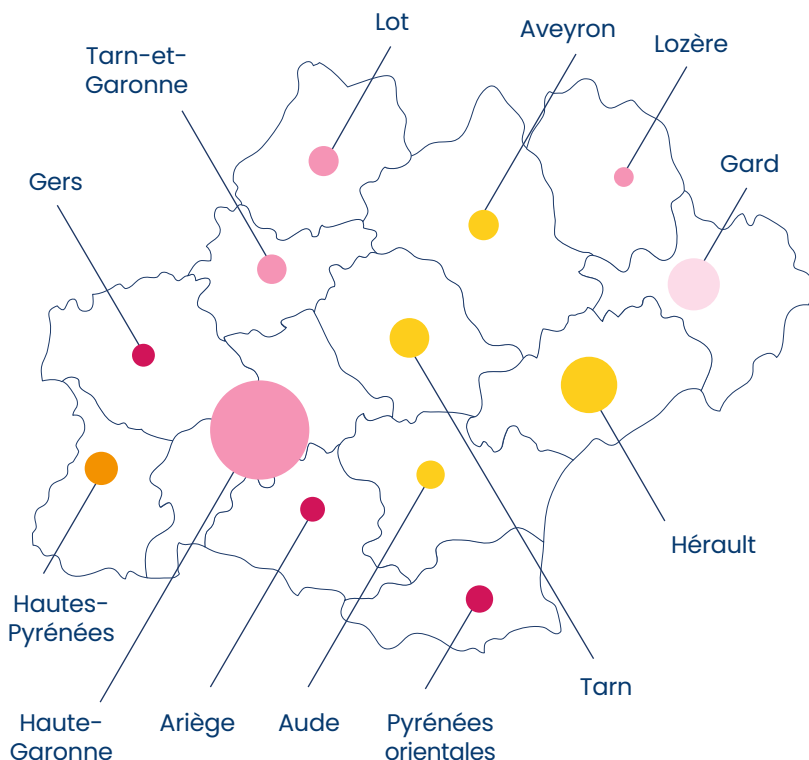 Lot
Aveyron
Lozère
Tarn-et-
Garonne
Gard
Gers
Hérault
Hautes-
Pyrénées
Tarn
Haute-
Garonne
Ariège
Aude
Pyrénées
orientales